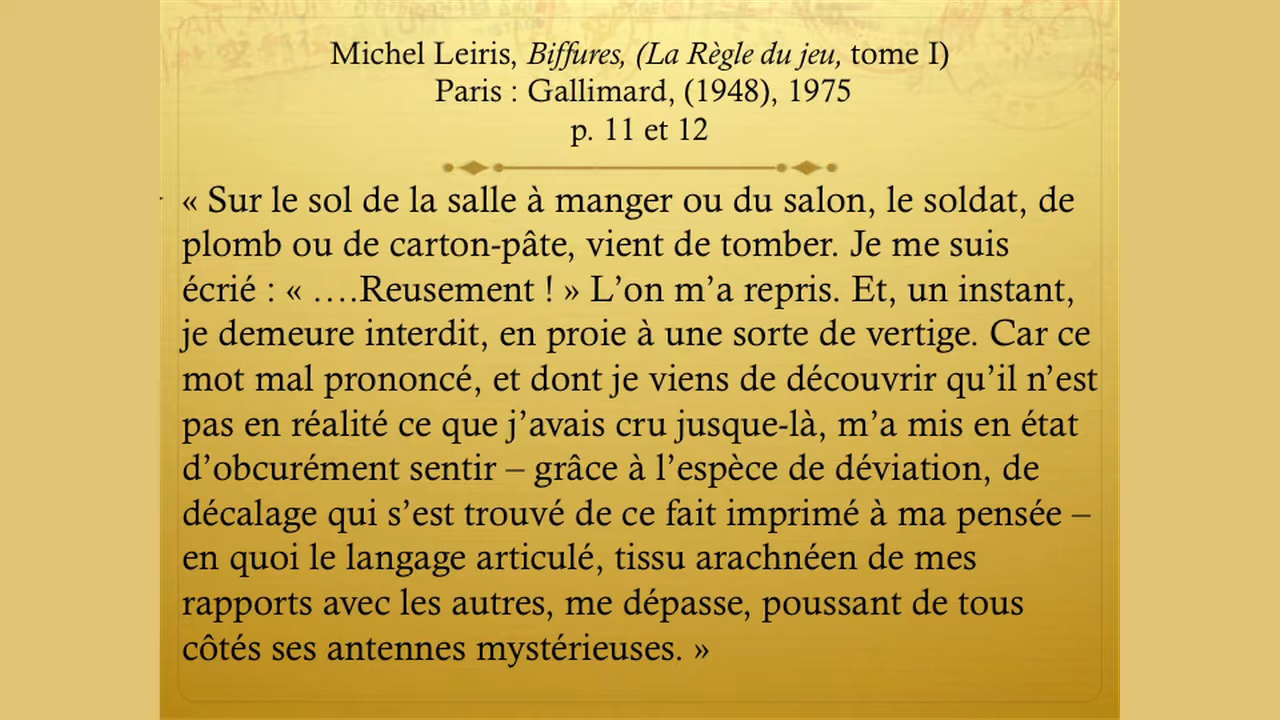 Michel Leiris, Biffures, (La Règle du jeu, tome I)
Paris : Gallimard, (1948), 1975
p. 11 et 12
« Sur le sol de la salle à manger ou du salon, le soldat, de
plomb ou de carton-pâte, vient de tomber. Je me suis
écrié : « ….Reusement ! » L’on m’a repris. Et, un instant,
je demeure interdit, en proie à une sorte de vertige. Car ce
mot mal prononcé, et dont je viens de découvrir qu’il n’est
pas en réalité ce que j’avais cru jusque-là, m’a mis en état
d’obcurément sentir – grâce à l’espèce de déviation, de
décalage qui s’est trouvé de ce fait imprimé à ma pensée –
en quoi le langage articulé, tissu arachnéen de mes
rapports avec les autres, me dépasse, poussant de tous
côtés ses antennes mystérieuses. »